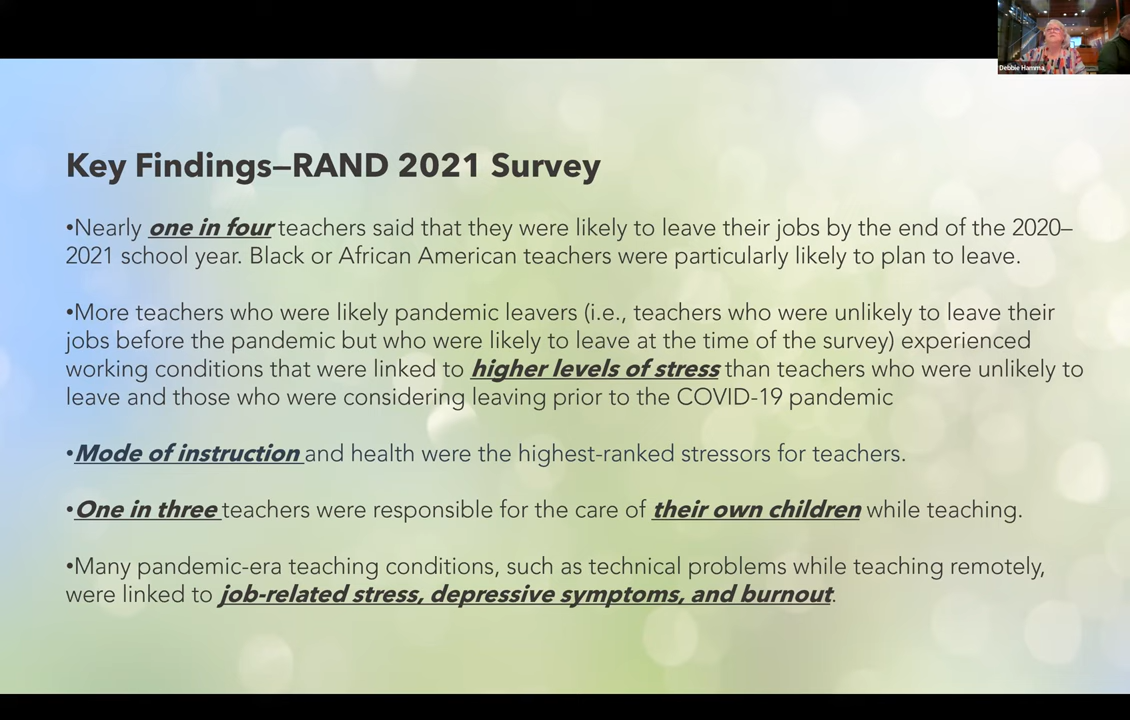 Debbie Hamma
Key Findings—RAND 2021 Survey
•Nearly one in four teachers said that they were likely to leave their jobs by the end of the 2020–
2021 school year. Black or African American teachers were particularly likely to plan to leave.
•More teachers who were likely pandemic leavers (i.e., teachers who were unlikely to leave their
jobs before the pandemic but who were likely to leave at the time of the survey) experienced
working conditions that were linked to higher levels of stress than teachers who were unlikely to
leave and those who were considering leaving prior to the COVID-19 pandemic
•Mode of instruction and health were the highest-ranked stressors for teachers.
•One in three teachers were responsible for the care of their own children while teaching.
•Many pandemic-era teaching conditions, such as technical problems while teaching remotely,
were linked to job-related stress, depressive symptoms, and burnout.